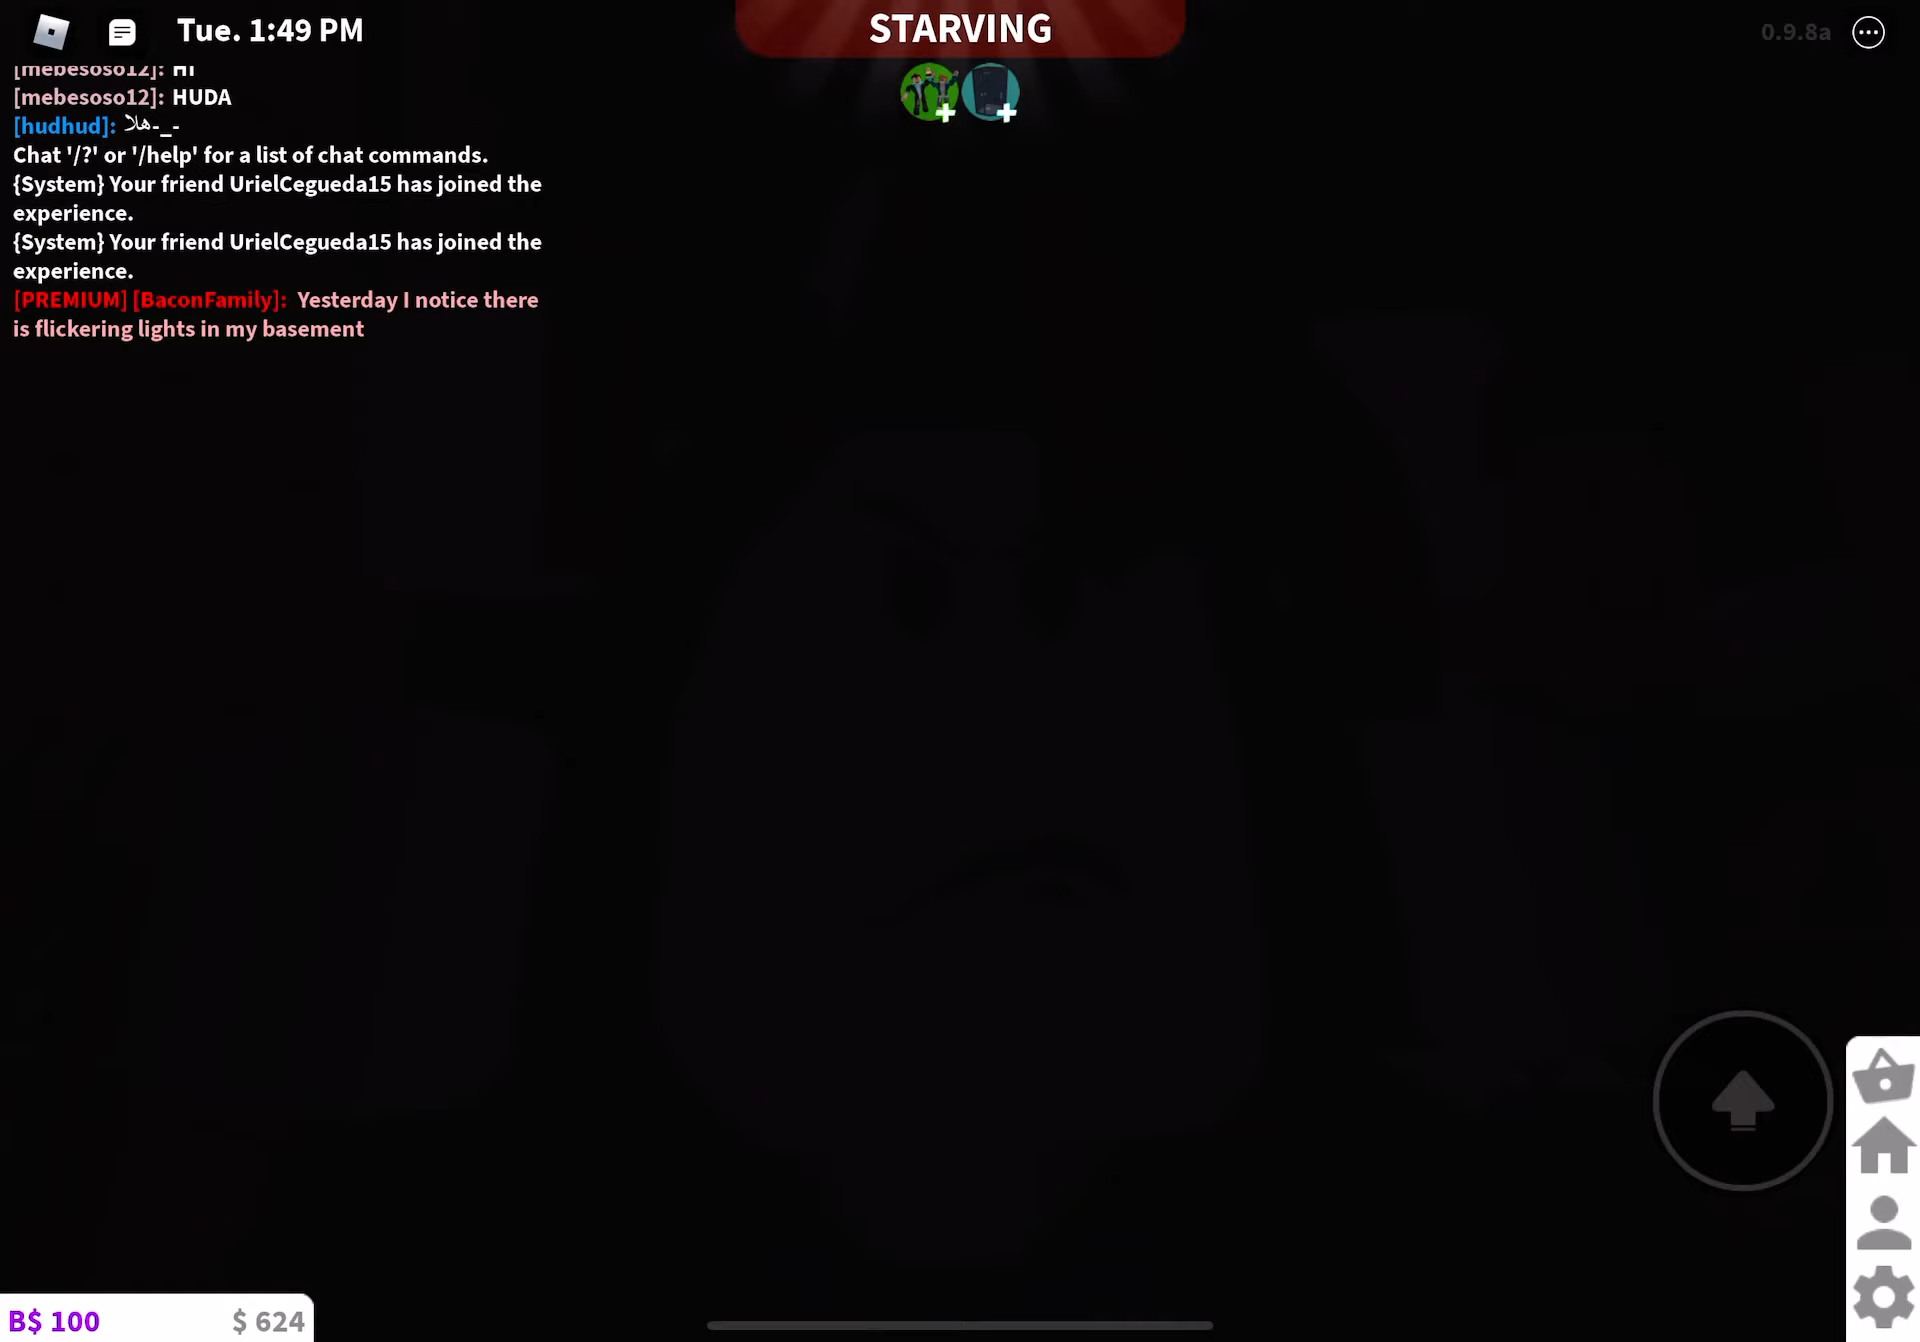 Tue. 1:49 PM
STARVING
0.9.8a
[mebesoso12]: HI
[mebesoso12]: HUDA
[hudhud]: هلا-_-
Chat '/?' or '/help' for a list of chat commands.
{System} Your friend UrielCegueda15 has joined the
experience.
{System} Your friend UrielCegueda15 has joined the
experience.
[PREMIUM] [BaconFamily]: Yesterday I notice there
is flickering lights in my basement
B$ 100
$ 624